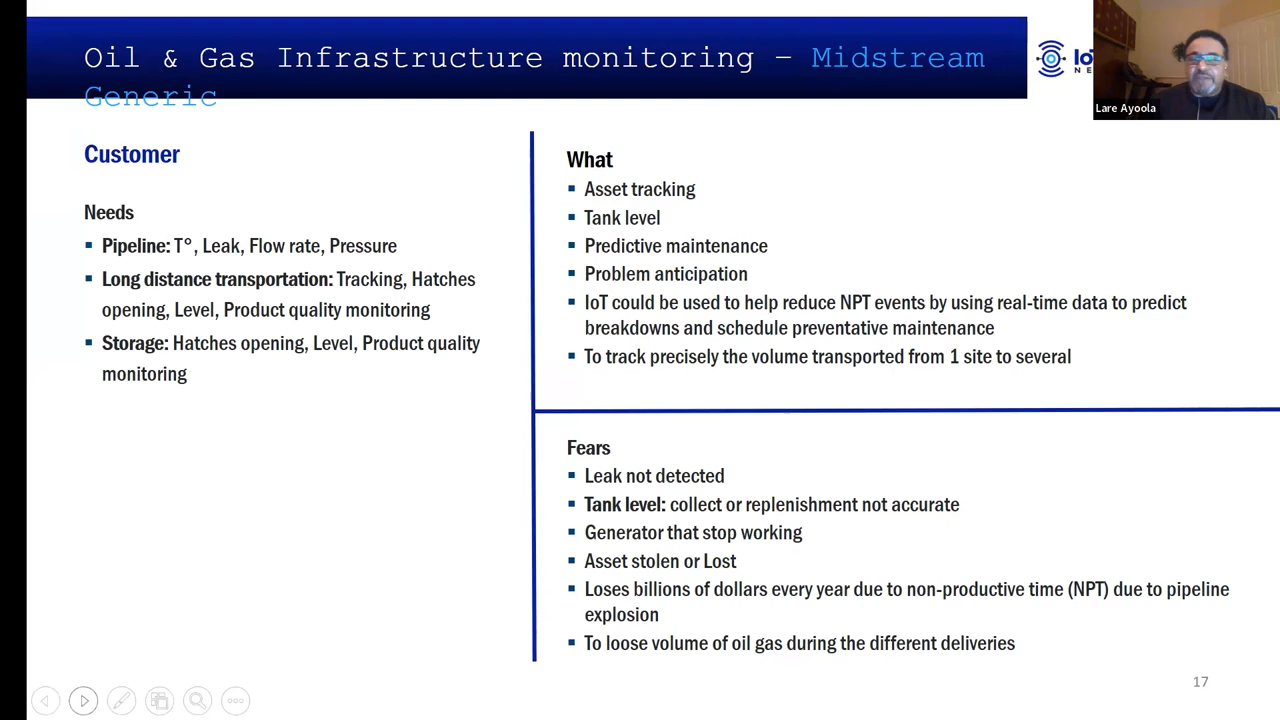 Oil & Gas Infrastructure monitoring – Midstream
Generic
Lare Ayoola
Customer
Needs
Pipeline: T°, Leak, Flow rate, Pressure
Long distance transportation: Tracking, Hatches
opening, Level, Product quality monitoring
Storage: Hatches opening, Level, Product quality
monitoring
What
Asset tracking
Tank level
Predictive maintenance
Problem anticipation
IoT could be used to help reduce NPT events by using real-time data to predict
breakdowns and schedule preventative maintenance
To track precisely the volume transported from 1 site to several
Fears
Leak not detected
Tank level: collect or replenishment not accurate
Generator that stop working
Asset stolen or Lost
Loses billions of dollars every year due to non-productive time (NPT) due to pipeline
explosion
To loose volume of oil gas during the different deliveries
17